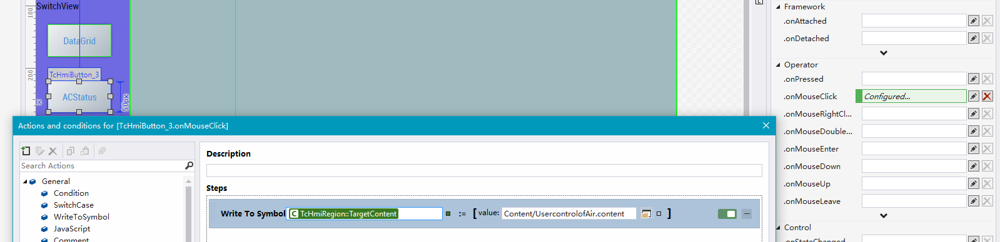 100
SwitchView
DataGrid
200
TcHmiButton_3
ACStatus
50px
px
Actions and conditions for [TcHmiButton_3.onMouseClick]
Search Actions
General
Condition
SwitchCase
WriteToSymbol
JavaScript
Comment
Description
Steps
Write To Symbol C TcHmiRegion::TargetContent := [ value: Content/UsercontrolofAir.content ]
Framework
.onAttached
.onDetached
Operator
.onPressed
.onMouseClick Configured...
.onMouseRightCl...
.onMouseDouble...
.onMouseEnter
.onMouseDown
.onMouseUp
.onMouseLeave
Control
.onStateChanged